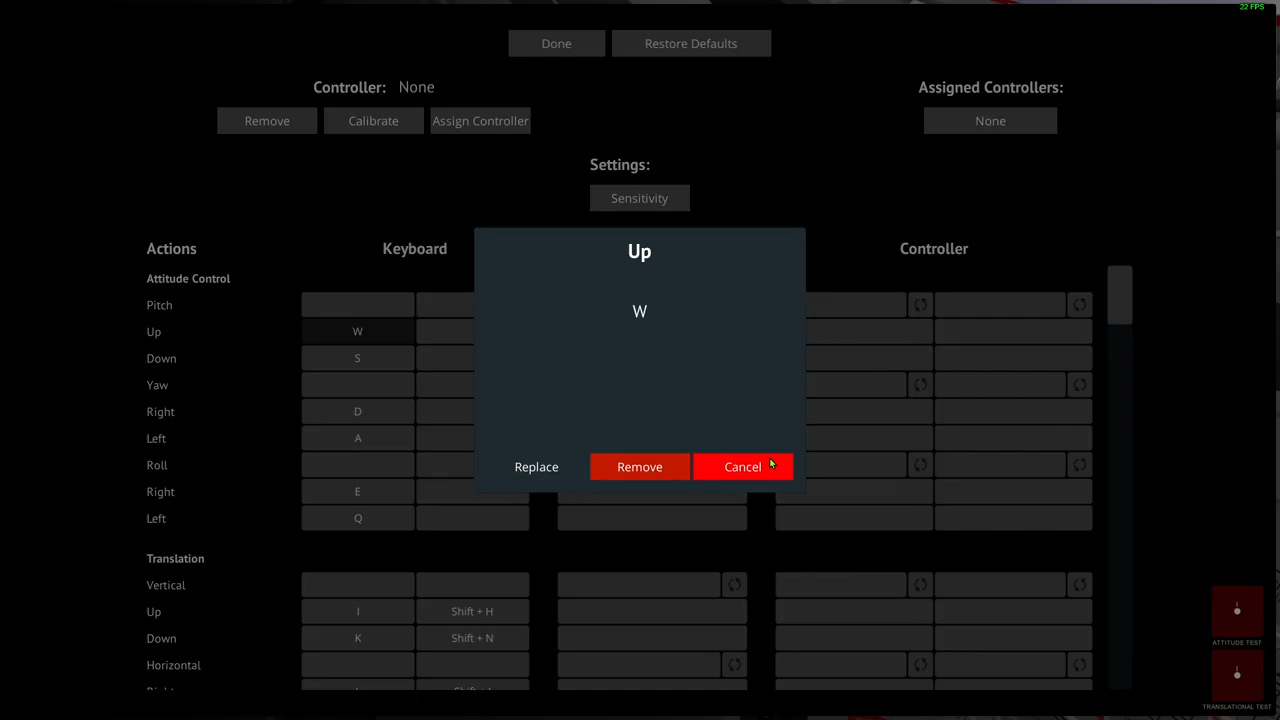 22 FPS
Done Restore Defaults
Controller: None Assigned Controllers:
Remove Calibrate Assign Controller None
Settings:
Sensitivity
Actions Keyboard Controller
Attitude Control
Pitch
Up W
Down S
Yaw
Right D
Left A
Roll
Right E
Left Q
Up
W
Replace Remove Cancel
Translation
Vertical
Up I Shift + H
Down K Shift + N
Horizontal
ATTITUDE TEST
TRANSLATIONAL TEST